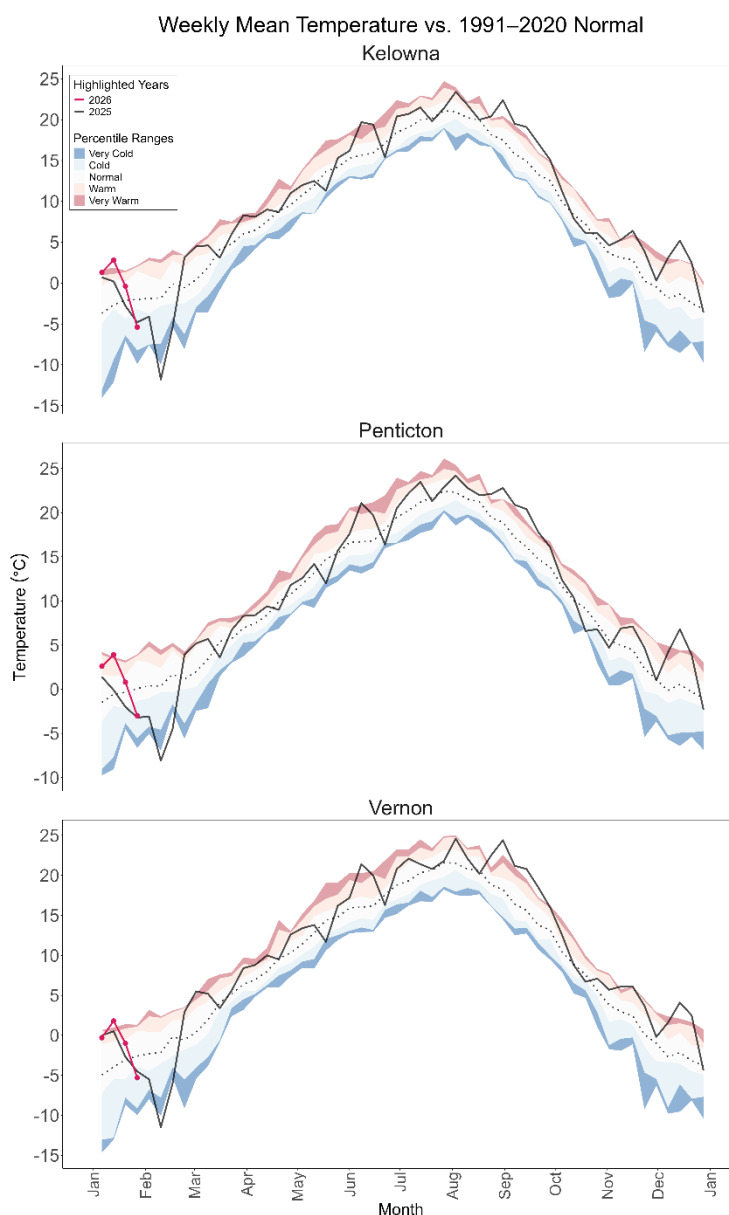 Weekly Mean Temperature vs. 1991–2020 Normal
Kelowna
Highlighted Years
2026
2025
Percentile Ranges
Very Cold
Cold
Normal
Warm
Very Warm
25
20
15
10
5
0
-5
-10
-15
Penticton
25
20
15
10
5
0
-5
-10
Temperature (°C)
Vernon
25
20
15
10
5
0
-5
-10
-15
Jan Feb Mar Apr May Jun Jul Aug Sep Oct Nov Dec Jan
Month